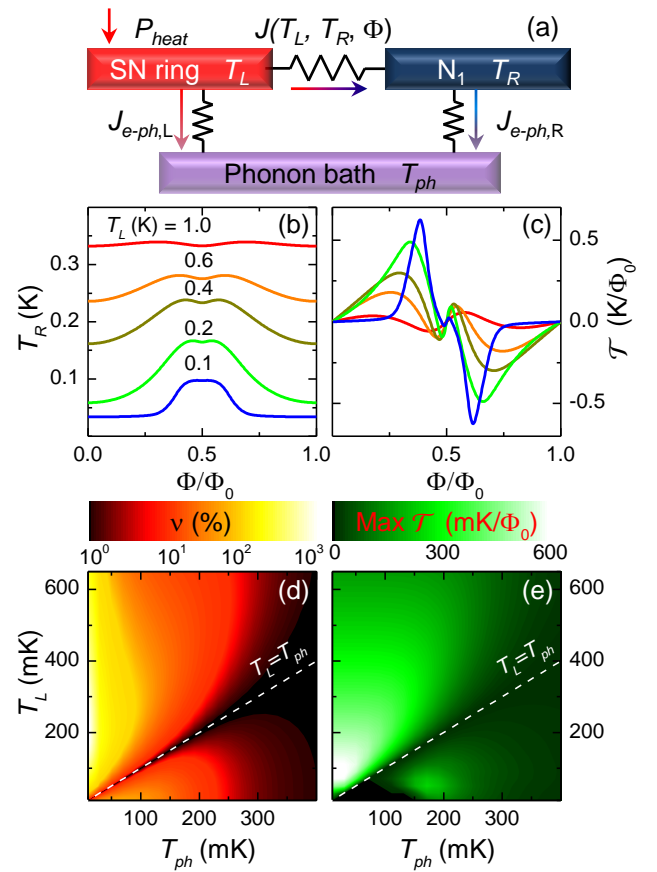 P_heat J(T_L, T_R, Φ) (a)
SN ring T_L N_1 T_R
J_e-ph,L J_e-ph,R
Phonon bath T_ph
(b) T_L (K) = 1.0
0.6
0.4
0.2
0.1
0.3
0.2
0.1
T_R (K)
0.0 0.5 1.0
Φ/Φ_0
(c)
0.5
0.0
-0.5
𝒯 (K/Φ_0)
0.5 1.0
Φ/Φ_0
ν (%)
10^0 10^1 10^2 10^3
Max 𝒯 (mK/Φ_0)
0 300 600
(d)
T_L=T_ph
600
400
200
T_L (mK)
100 200 300
T_ph (mK)
(e)
T_L=T_ph
600
400
200
100 200 300
T_ph (mK)